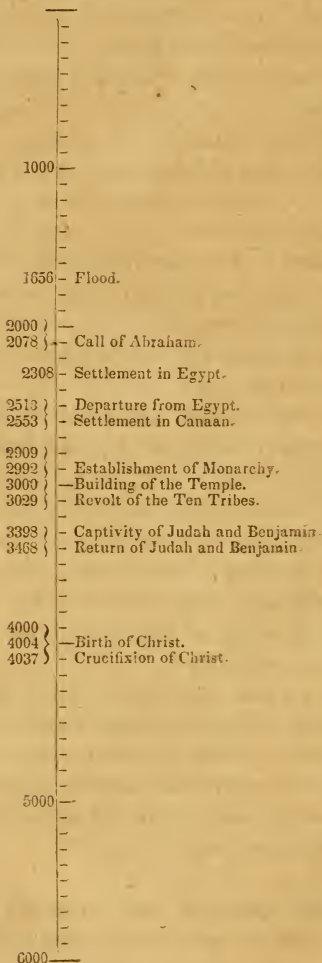 1000
1656 – Flood.
2000
2078 – Call of Abraham.
2308 – Settlement in Egypt.
2513 – Departure from Egypt.
2553 – Settlement in Canaan.
2909
2992 – Establishment of Monarchy.
3000 — Building of the Temple.
3029 – Revolt of the Ten Tribes.
3398 – Captivity of Judah and Benjamin
3468 – Return of Judah and Benjamin
4000
4004 — Birth of Christ.
4037 – Crucifixion of Christ.
5000
6000